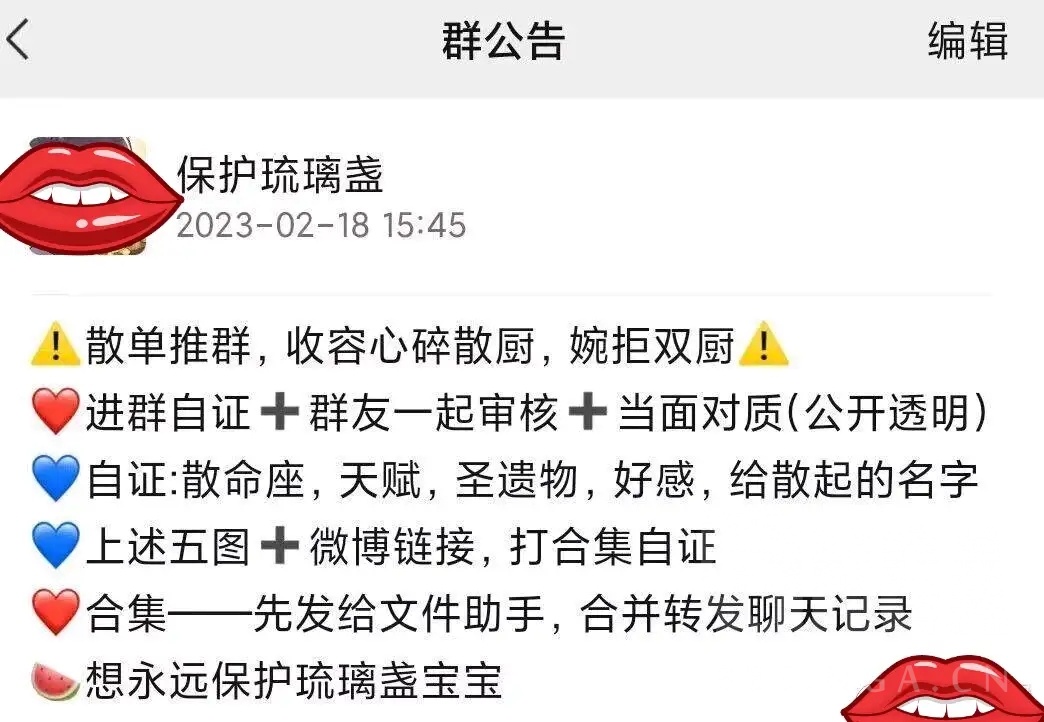 群公告
编辑
保护琉璃盏
2023-02-18 15:45
⚠️散单推群，收容心碎散厨，婉拒双厨⚠️
❤️进群自证➕群友一起审核➕当面对质(公开透明)
💙自证:散命座，天赋，圣遗物，好感，给散起的名字
💙上述五图➕微博链接，打合集自证
❤️合集——先发给文件助手，合并转发聊天记录
🍉想永远保护琉璃盏宝宝
GA.CN